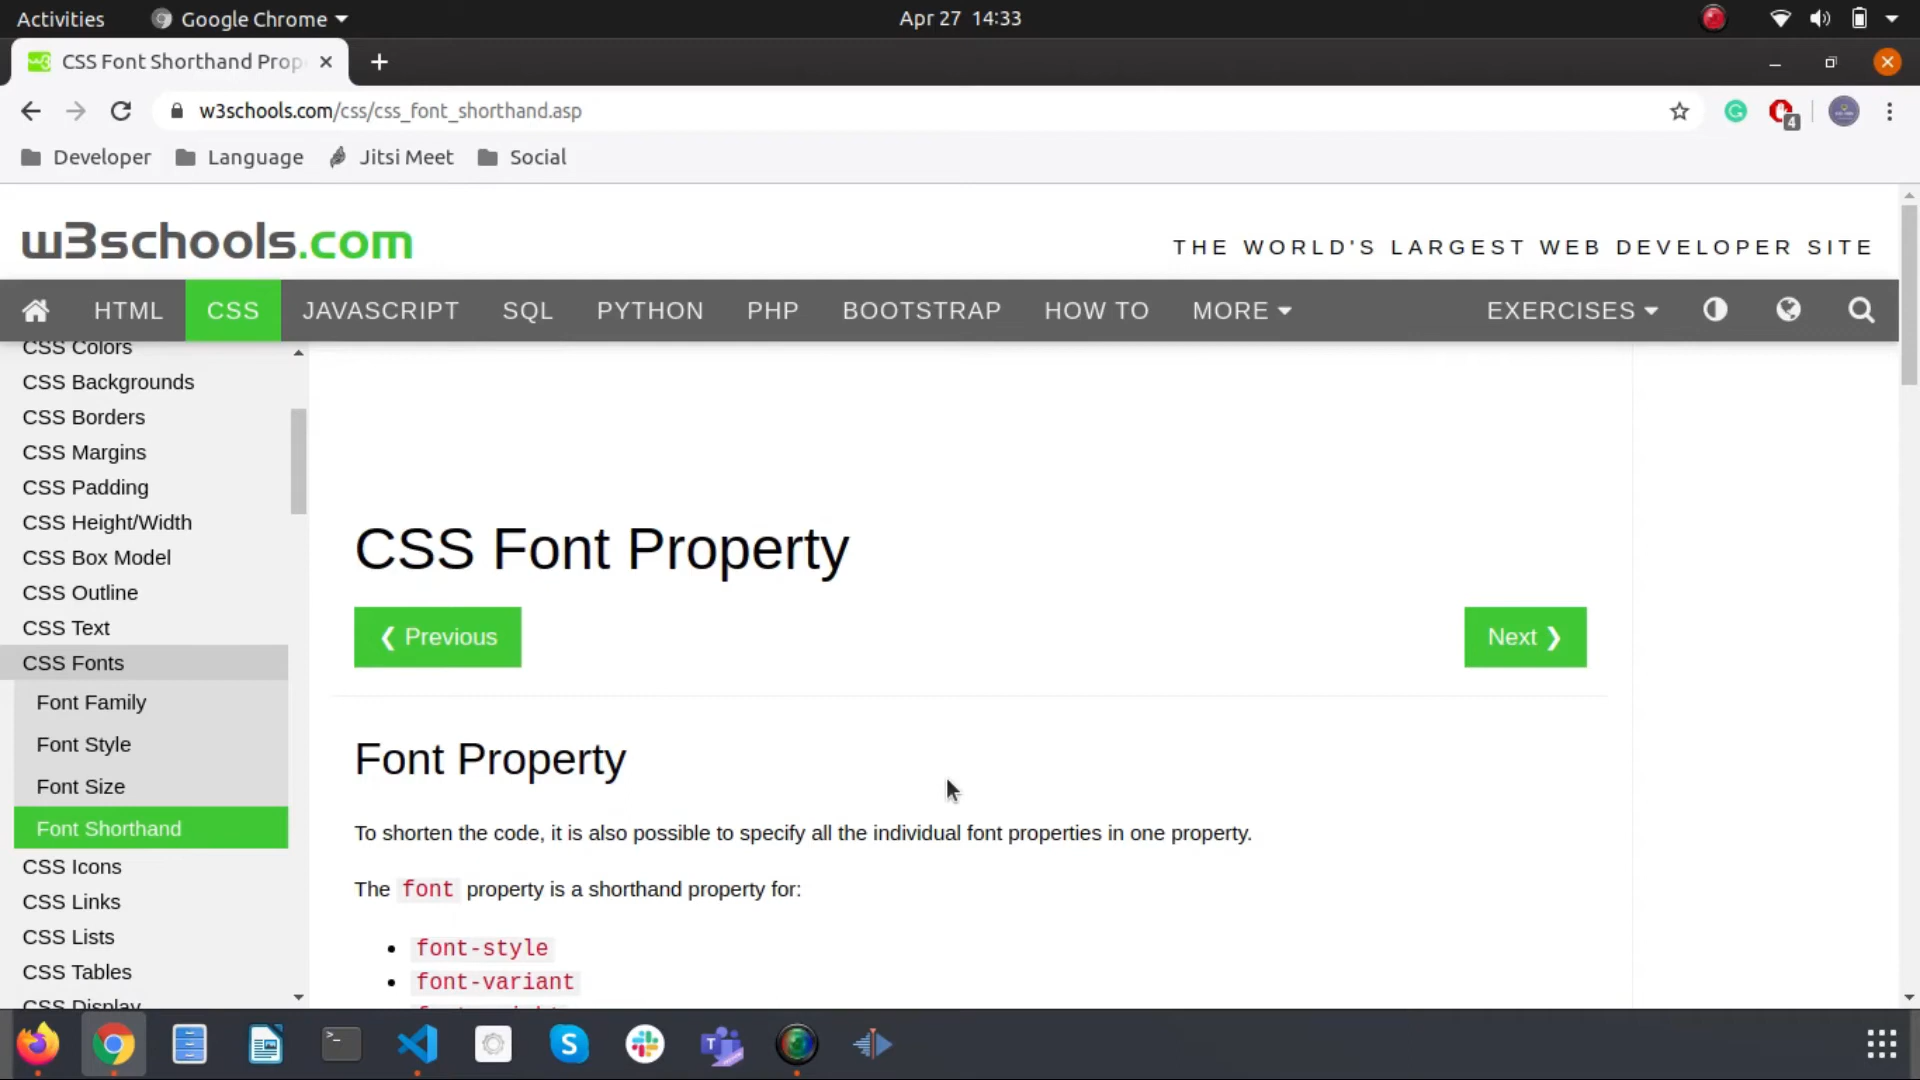 Activities
Google Chrome
Apr 27 14:33
CSS Font Shorthand Prop
w3schools.com/css/css_font_shorthand.asp
4
Developer
Language
Jitsi Meet
Social
w3schools.com
THE WORLD'S LARGEST WEB DEVELOPER SITE
HTML
CSS
JAVASCRIPT
SQL
PYTHON
PHP
BOOTSTRAP
HOW TO
MORE
EXERCISES
CSS Colors
CSS Backgrounds
CSS Borders
CSS Margins
CSS Padding
CSS Height/Width
CSS Box Model
CSS Outline
CSS Text
CSS Fonts
Font Family
Font Style
Font Size
Font Shorthand
CSS Icons
CSS Links
CSS Lists
CSS Tables
CSS Display
CSS Font Property
❮ Previous
Next ❯
Font Property
To shorten the code, it is also possible to specify all the individual font properties in one property.
The font property is a shorthand property for:
• font-style
• font-variant